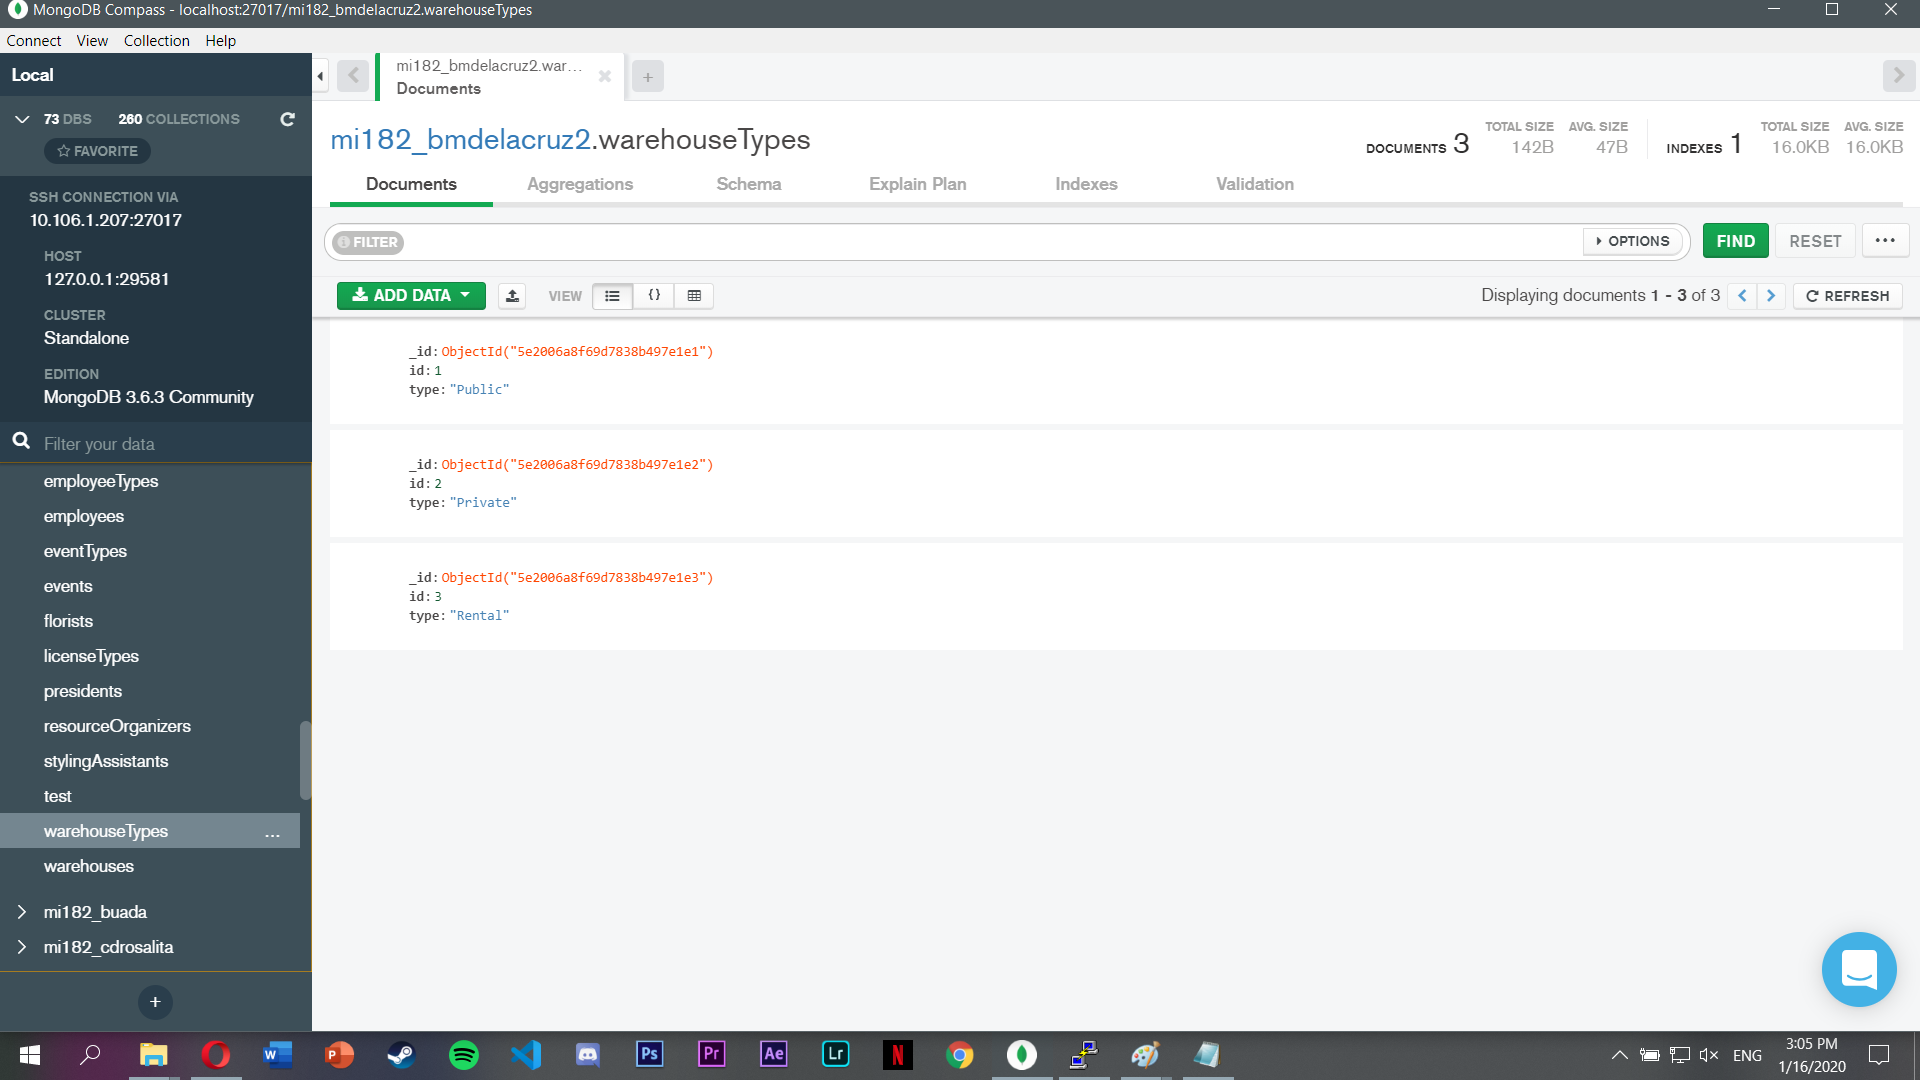 MongoDB Compass - localhost:27017/mi182_bmdelacruz2.warehouseTypes
Connect View Collection Help
Local
73 DBS 260 COLLECTIONS
FAVORITE
SSH CONNECTION VIA
10.106.1.207:27017
HOST
127.0.0.1:29581
CLUSTER
Standalone
EDITION
MongoDB 3.6.3 Community
Filter your data
employeeTypes
employees
eventTypes
events
florists
licenseTypes
presidents
resourceOrganizers
stylingAssistants
test
warehouseTypes ...
warehouses
mi182_buada
mi182_cdrosalita
+
mi182_bmdelacruz2.war...
Documents
+
mi182_bmdelacruz2.warehouseTypes
DOCUMENTS 3 TOTAL SIZE 142B AVG. SIZE 47B INDEXES 1 TOTAL SIZE 16.0KB AVG. SIZE 16.0KB
Documents Aggregations Schema Explain Plan Indexes Validation
FILTER OPTIONS FIND RESET ...
ADD DATA VIEW {} Displaying documents 1 - 3 of 3 REFRESH
_id: ObjectId("5e2006a8f69d7838b497e1e1")
id: 1
type: "Public"
_id: ObjectId("5e2006a8f69d7838b497e1e2")
id: 2
type: "Private"
_id: ObjectId("5e2006a8f69d7838b497e1e3")
id: 3
type: "Rental"
W P Ps Pr Ae Lr N ENG
3:05 PM
1/16/2020